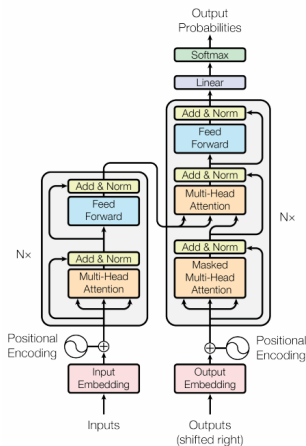 Output
Probabilities
Softmax
Linear
Add & Norm
Feed
Forward
Add & Norm
Multi-Head
Attention
Add & Norm
Masked
Multi-Head
Attention
N×
Add & Norm
Feed
Forward
Add & Norm
Multi-Head
Attention
N×
Positional
Encoding
Positional
Encoding
Input
Embedding
Output
Embedding
Inputs
Outputs
(shifted right)